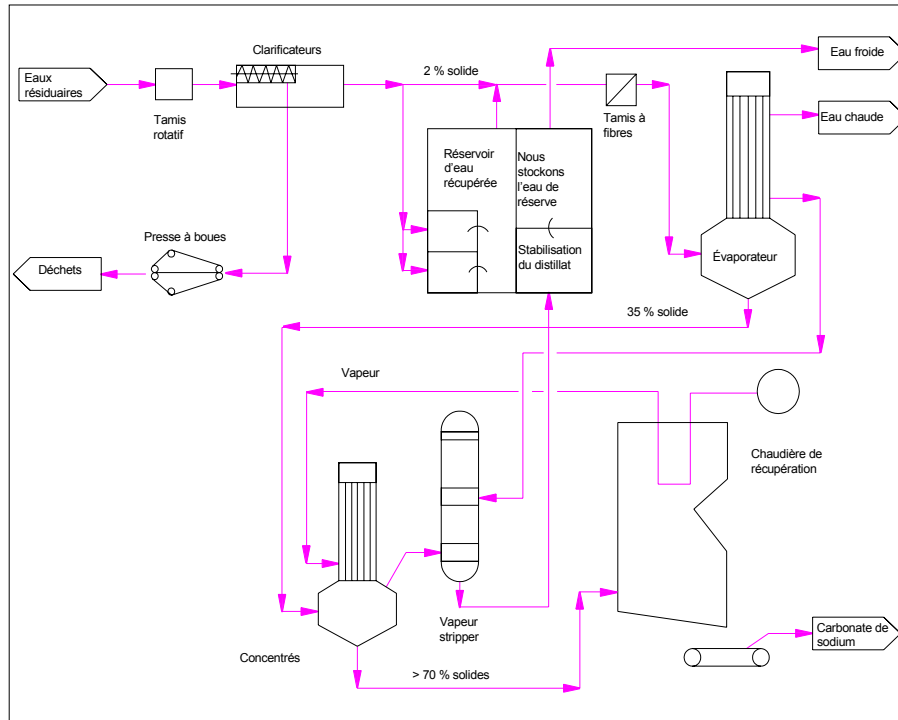 Clarificateurs
Eau froide
Eaux
résiduaires
2 % solide
Tamis
rotatif
Tamis à
fibres
Eau chaude
Réservoir
d'eau
récupérée
Nous
stockons
l'eau de
réserve
Presse à boues
Déchets
Stabilisation
du distillat
Évaporateur
35 % solide
Vapeur
Chaudière de
récupération
Vapeur
stripper
Carbonate de
sodium
Concentrés
> 70 % solides